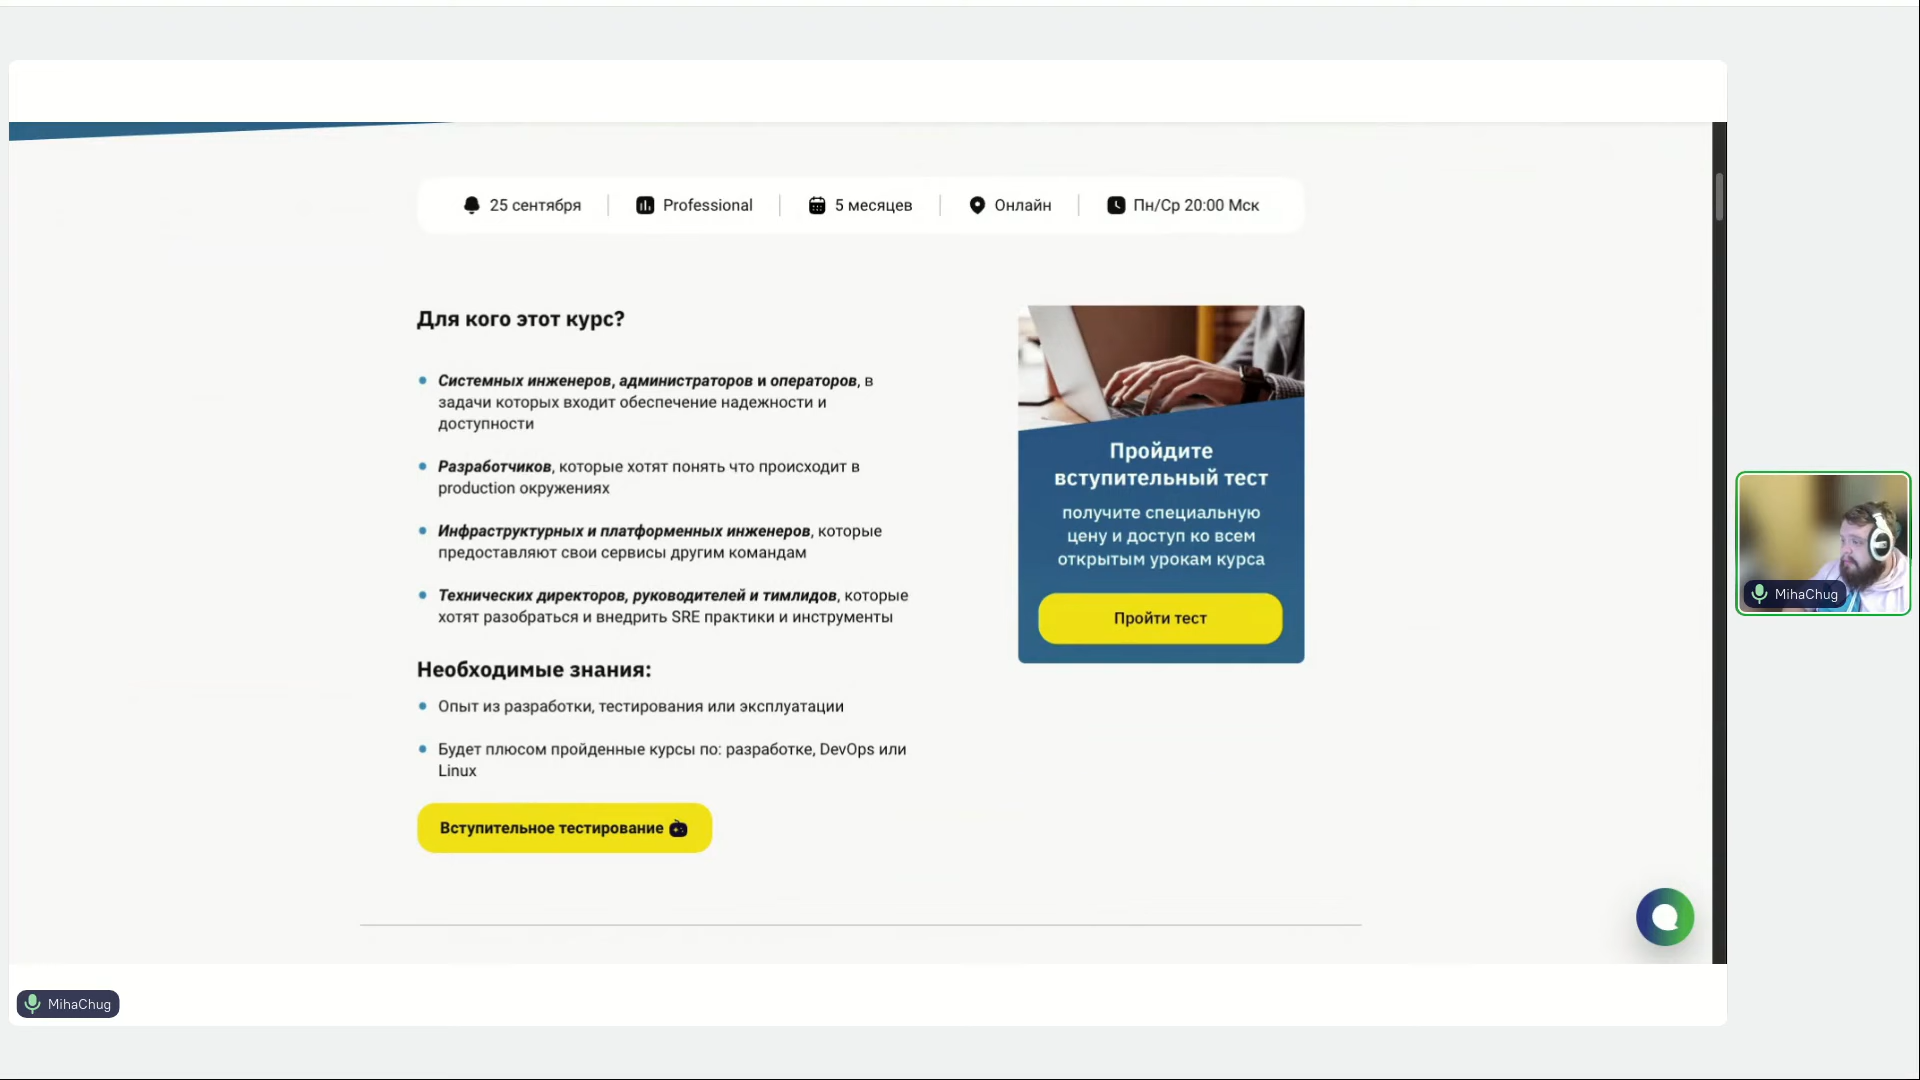 25 сентября
Professional
5 месяцев
Онлайн
Пн/Ср 20:00 Мск
Для кого этот курс?
Системных инженеров, администраторов и операторов, в
задачи которых входит обеспечение надежности и
доступности
Разработчиков, которые хотят понять что происходит в
production окружениях
Инфраструктурных и платформенных инженеров, которые
предоставляют свои сервисы другим командам
Технических директоров, руководителей и тимлидов, которые
хотят разобраться и внедрить SRE практики и инструменты
Необходимые знания:
Опыт из разработки, тестирования или эксплуатации
Будет плюсом пройденные курсы по: разработке, DevOps или
Linux
Вступительное тестирование
Пройдите
вступительный тест
получите специальную
цену и доступ ко всем
открытым урокам курса
Пройти тест
MihaChug
MihaChug